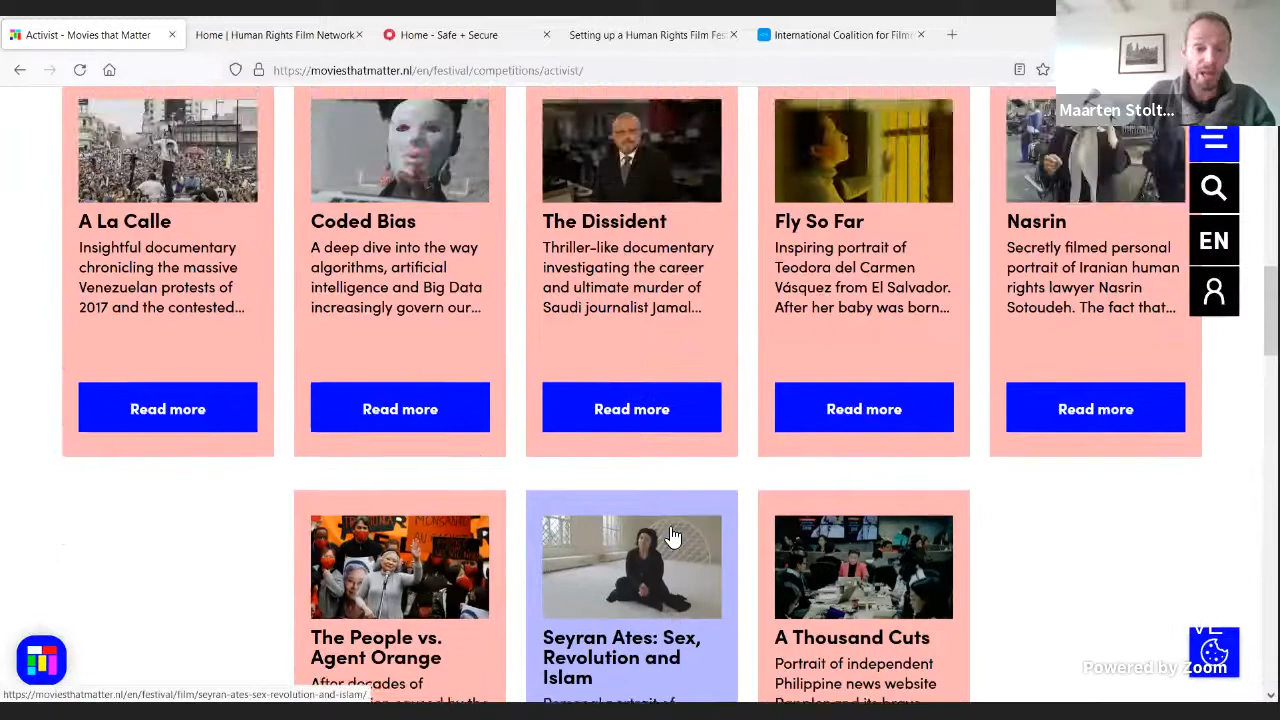 Activist - Movies that Matter
Home | Human Rights Film Network
Home - Safe + Secure
Setting up a Human Rights Film Fes
International Coalition for Filmm
https://moviesthatmatter.nl/en/festival/competitions/activist/
Maarten Stolt...
EN
A La Calle
Insightful documentary
chronicling the massive
Venezuelan protests of
2017 and the contested...
Read more
Coded Bias
A deep dive into the way
algorithms, artificial
intelligence and Big Data
increasingly govern our...
Read more
The Dissident
Thriller-like documentary
investigating the career
and ultimate murder of
Saudi journalist Jamal...
Read more
Fly So Far
Inspiring portrait of
Teodora del Carmen
Vásquez from El Salvador.
After her baby was born...
Read more
Nasrin
Secretly filmed personal
portrait of Iranian human
rights lawyer Nasrin
Sotoudeh. The fact that...
Read more
MONSANTO
The People vs.
Agent Orange
After decades of
Seyran Ates: Sex,
Revolution and
Islam
Personal portrait of
A Thousand Cuts
Portrait of independent
Philippine news website
Rappler and its brave
Powered by Zoom
https://moviesthatmatter.nl/en/festival/film/seyran-ates-sex-revolution-and-islam/